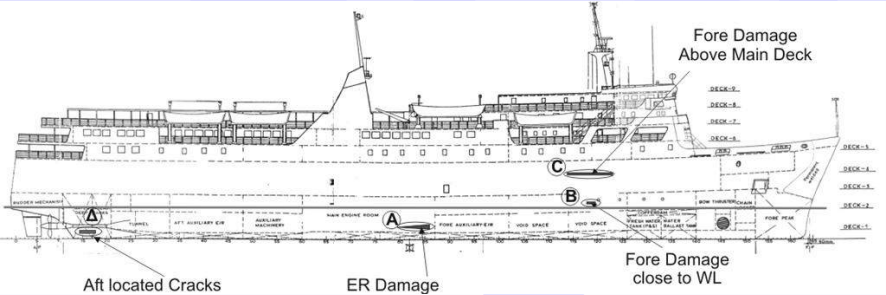 Fore Damage
Above Main Deck
DECK-9
DECK-8
DECK-7
DECK-6
DECK-5
DECK-4
DECK-3
DECK-2
DECK-1
C
B
A
Δ
RUDDER MECHANISM
TUNNEL
AFT AUXILIARY-E/R
AUXILIARY
MACHINERY
MAIN ENGINE ROOM
FORE AUXILIARY-E/R
VOID SPACE
VOID SPACE
FRESH WATER
TANK (P&S)
WATER
BALLAST TANK
BOW THRUSTER
CHAIN
FORE PEAK
Aft located Cracks
ER Damage
Fore Damage
close to WL